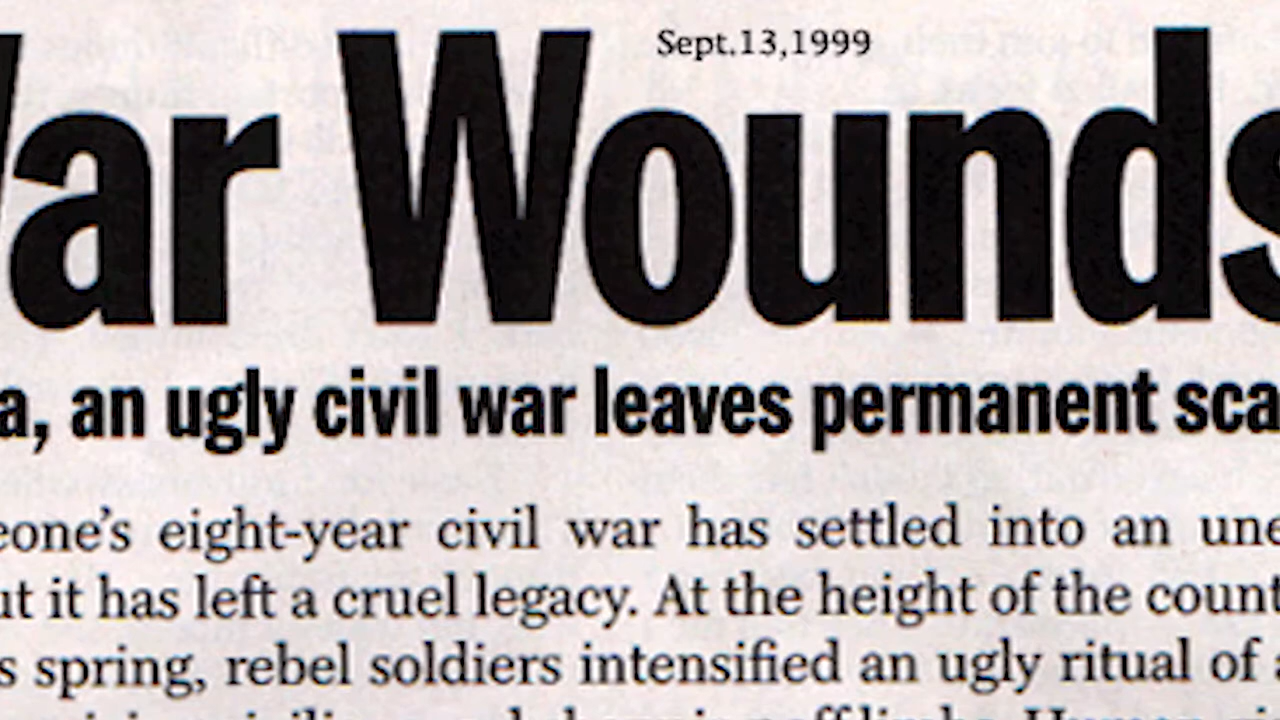 Sept.13,1999
War Wounds
a, an ugly civil war leaves permanent sca
eone's eight-year civil war has settled into an une
ut it has left a cruel legacy. At the height of the count
s spring, rebel soldiers intensified an ugly ritual of